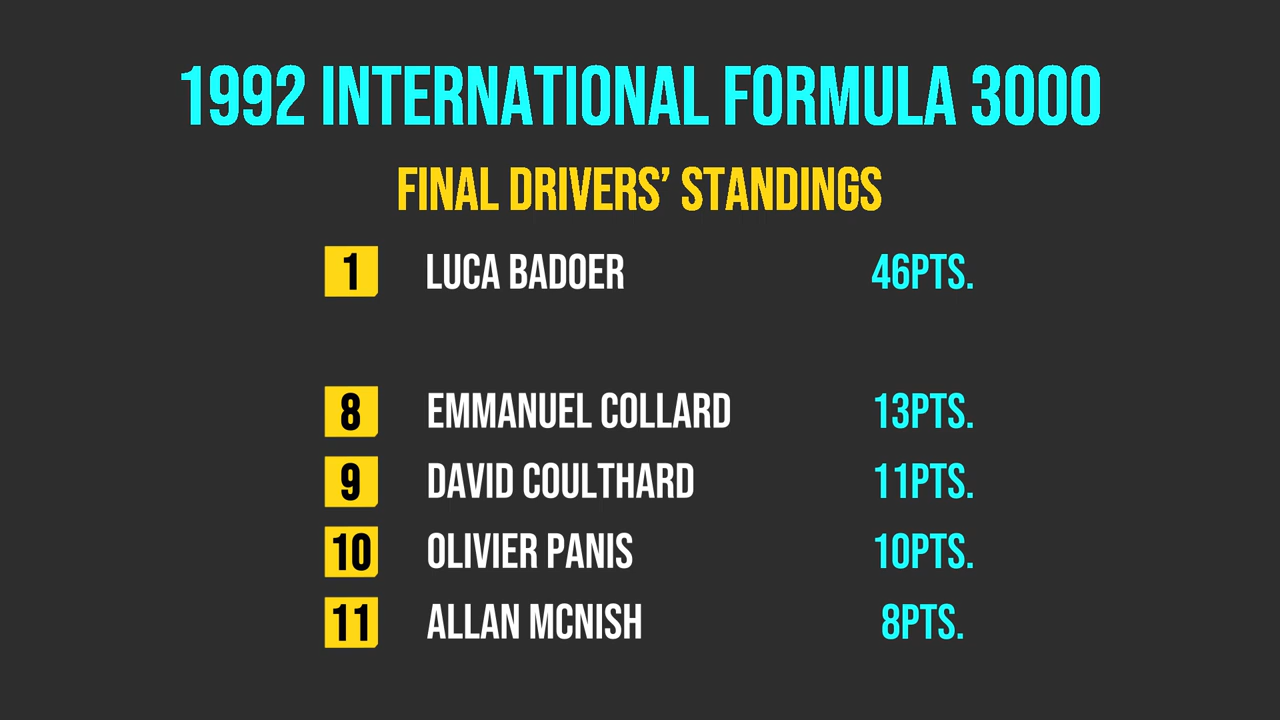 1992 INTERNATIONAL FORMULA 3000
FINAL DRIVERS’ STANDINGS
1 LUCA BADOER 46PTS.
8 EMMANUEL COLLARD 13PTS.
9 DAVID COULTHARD 11PTS.
10 OLIVIER PANIS 10PTS.
11 ALLAN MCNISH 8PTS.